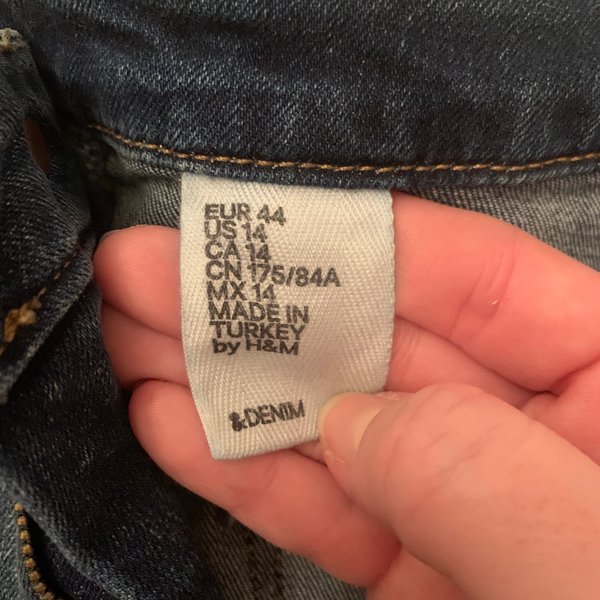 EUR 44
US 14
CA 14
CN 175/84A
MX 14
MADE IN
TURKEY
by H&M
&DENIM